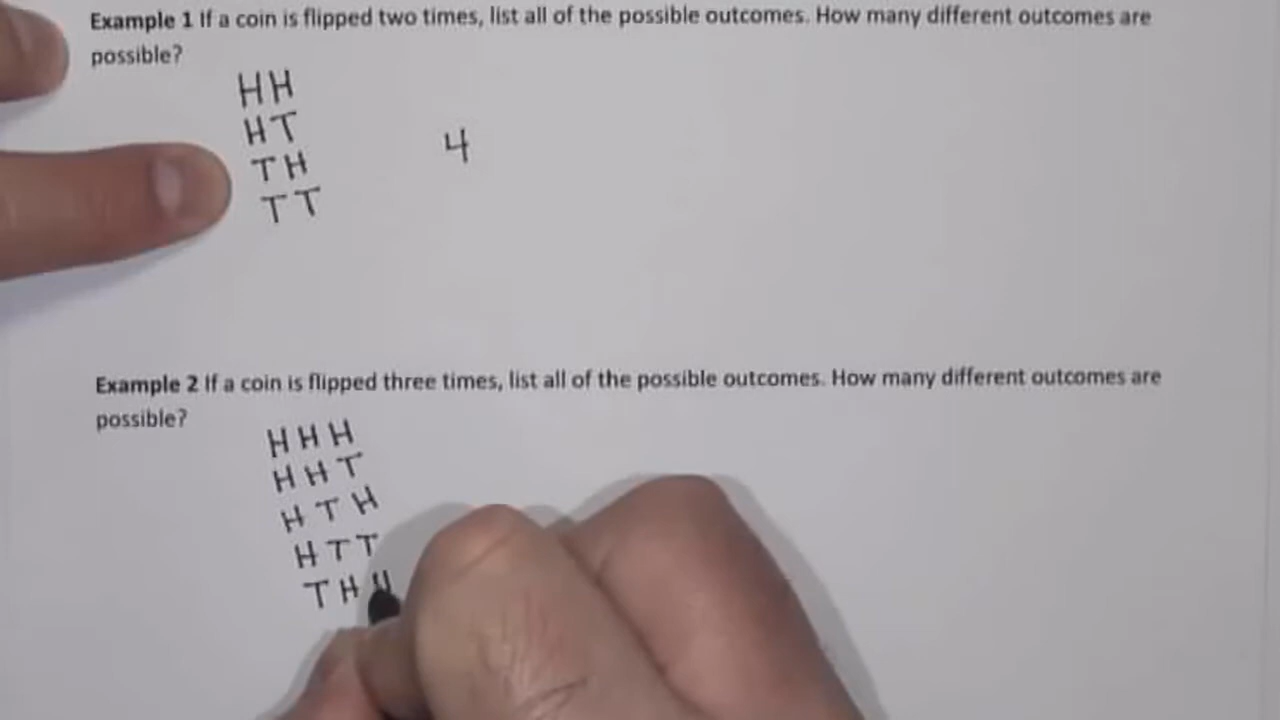 Example 1 If a coin is flipped two times, list all of the possible outcomes. How many different outcomes are
possible?
HH
HT
TH
TT
4
Example 2 If a coin is flipped three times, list all of the possible outcomes. How many different outcomes are
possible?
HHH
HHT
HTH
HTT
THH